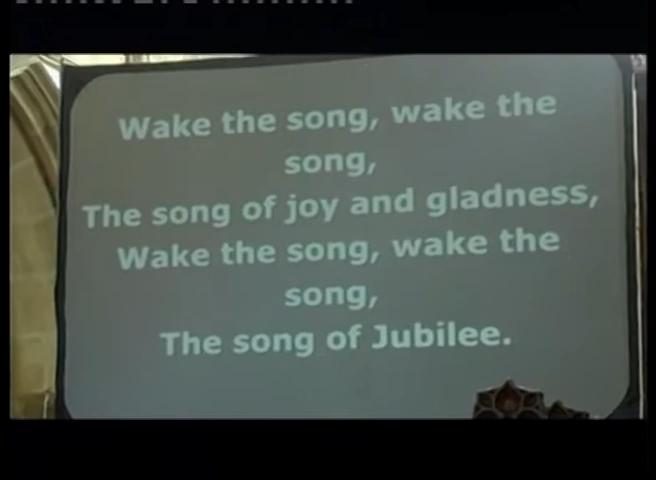 Wake the song, wake the
song,
The song of joy and gladness,
Wake the song, wake the
song,
The song of Jubilee.